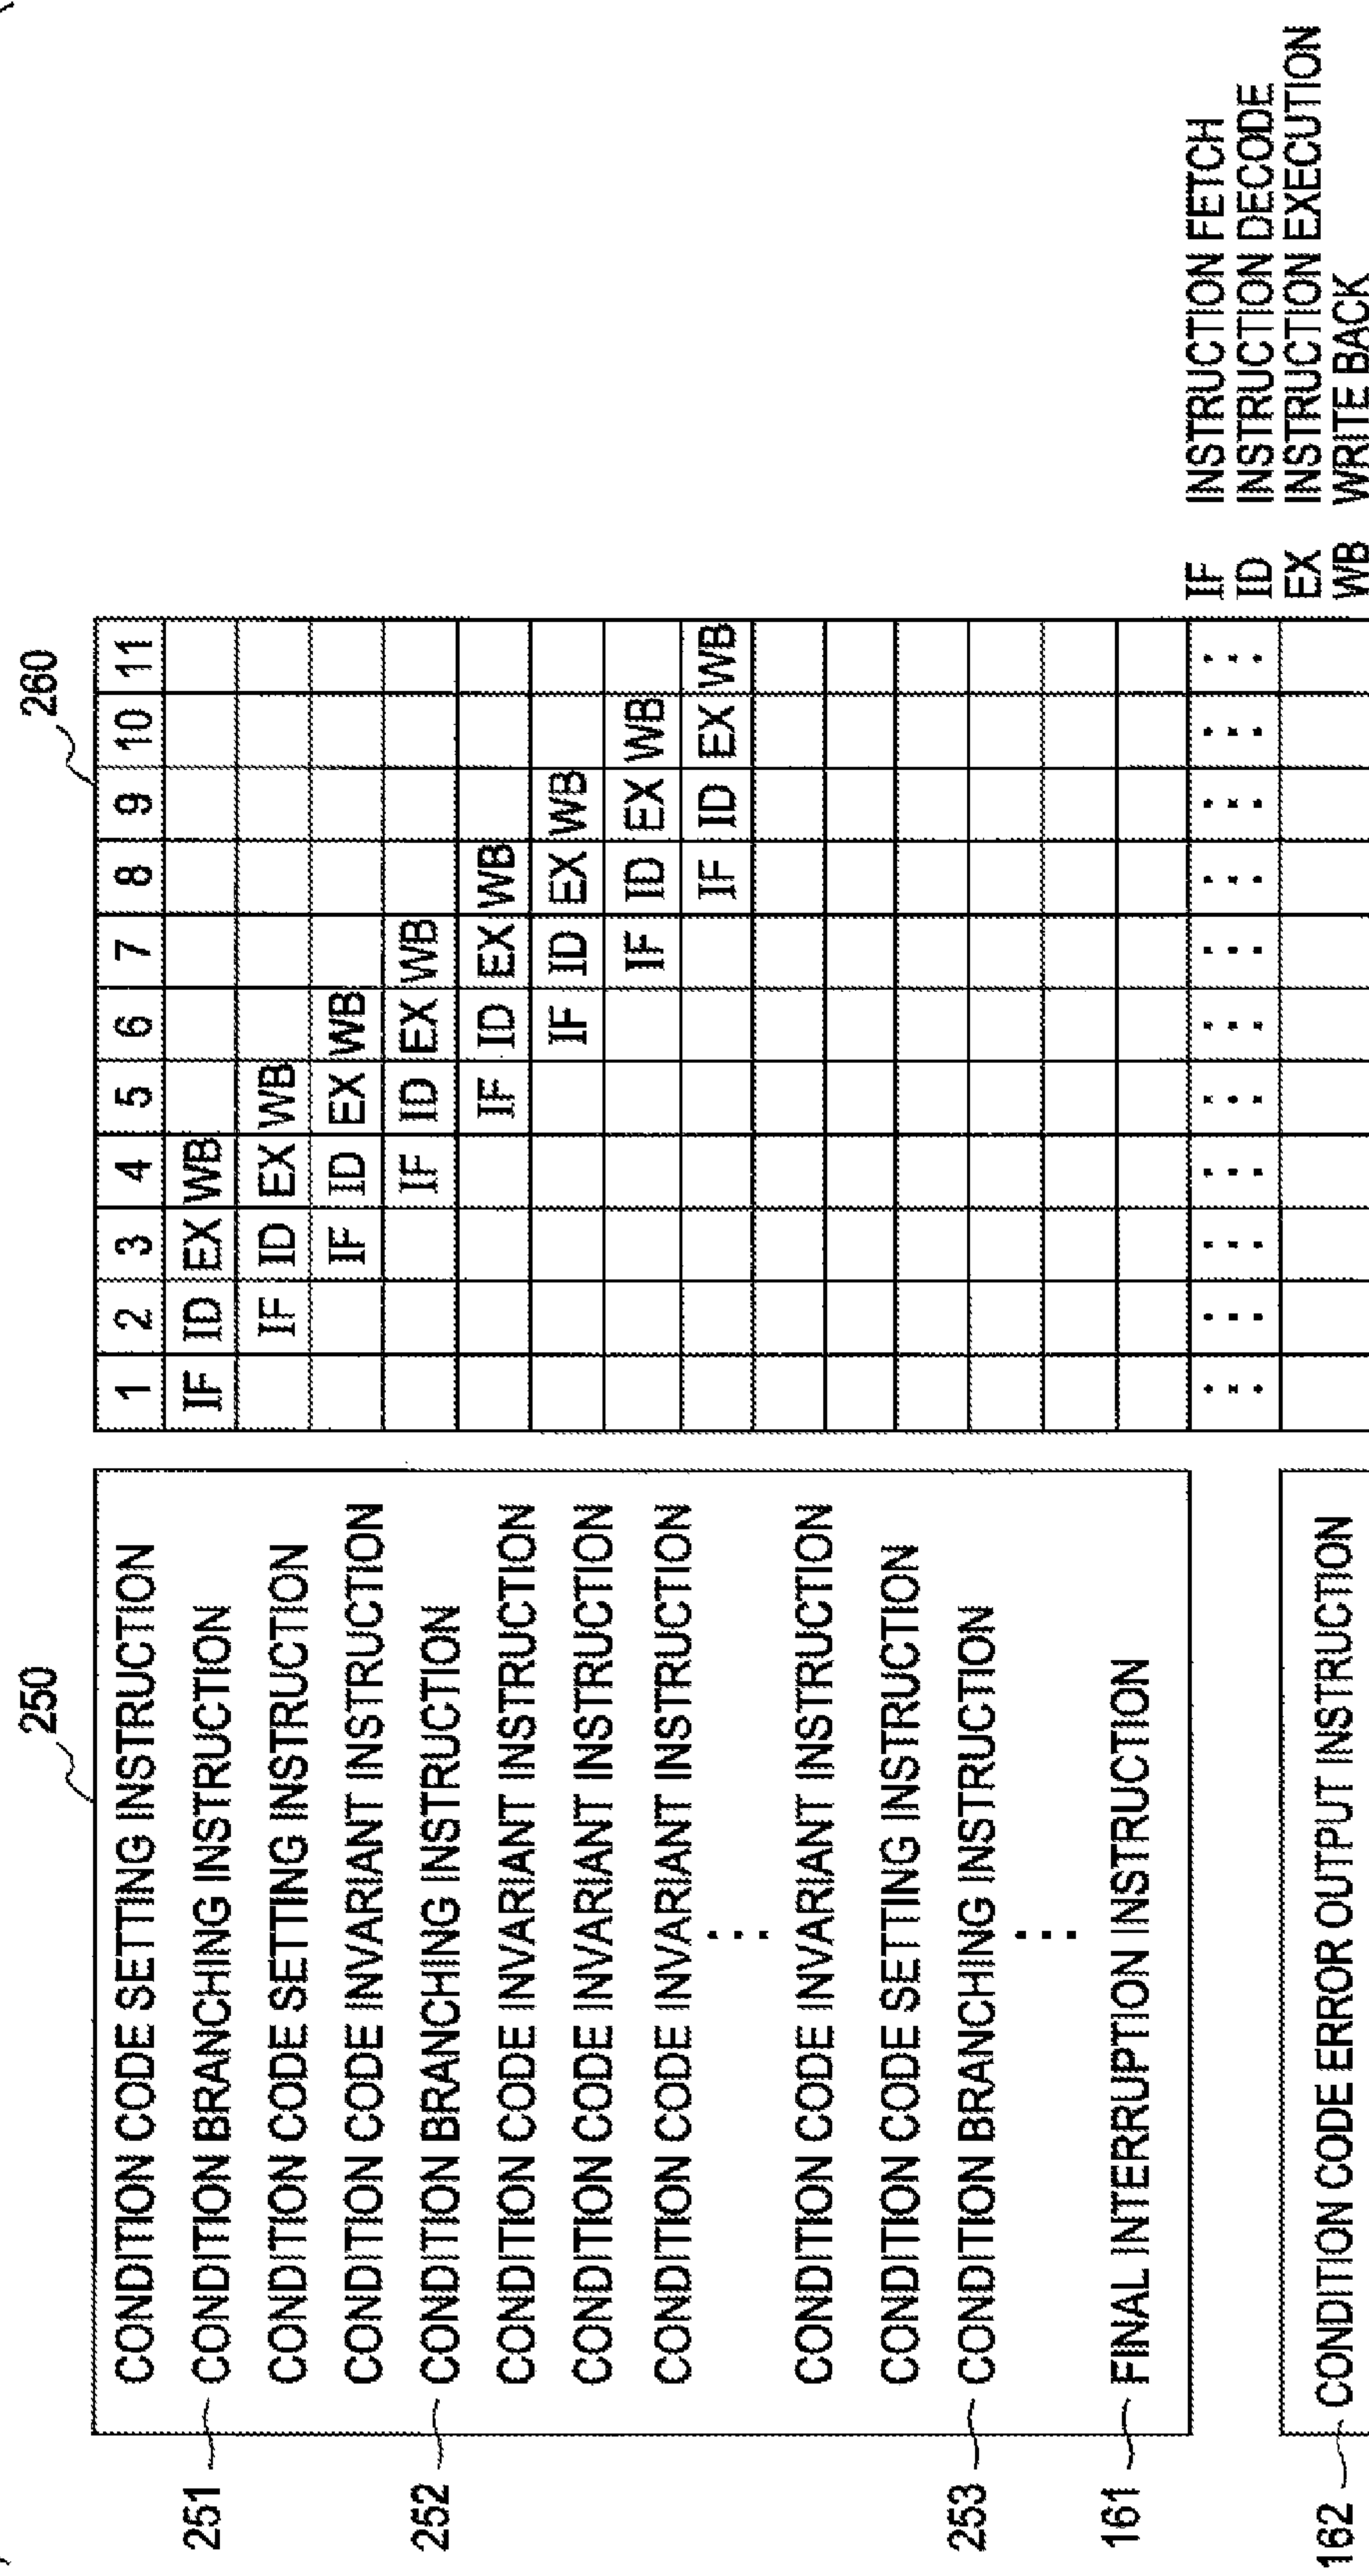 250
CONDITION CODE SETTING INSTRUCTION
251 CONDITION BRANCHING INSTRUCTION
CONDITION CODE SETTING INSTRUCTION
CONDITION CODE INVARIANT INSTRUCTION
252 CONDITION BRANCHING INSTRUCTION
CONDITION CODE INVARIANT INSTRUCTION
CONDITION CODE INVARIANT INSTRUCTION
CONDITION CODE INVARIANT INSTRUCTION
⋮
CONDITION CODE INVARIANT INSTRUCTION
CONDITION CODE SETTING INSTRUCTION
253 CONDITION BRANCHING INSTRUCTION
⋮
161 FINAL INTERRUPTION INSTRUCTION
162 CONDITION CODE ERROR OUTPUT INSTRUCTION
260
1 2 3 4 5 6 7 8 9 10 11
IF ID EX WB
IF ID EX WB
IF ID EX WB
IF ID EX WB
IF ID EX WB
IF ID EX WB
IF ID EX WB
IF ID EX WB
⋮ ⋮ ⋮ ⋮ ⋮ ⋮ ⋮ ⋮ ⋮ ⋮ ⋮
IF INSTRUCTION FETCH
ID INSTRUCTION DECODE
EX INSTRUCTION EXECUTION
WB WRITE BACK